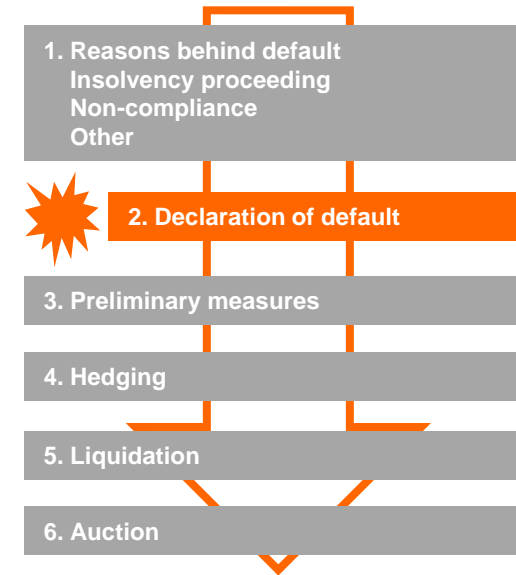 1. Reasons behind default
Insolvency proceeding
Non-compliance
Other
2. Declaration of default
3. Preliminary measures
4. Hedging
5. Liquidation
6. Auction